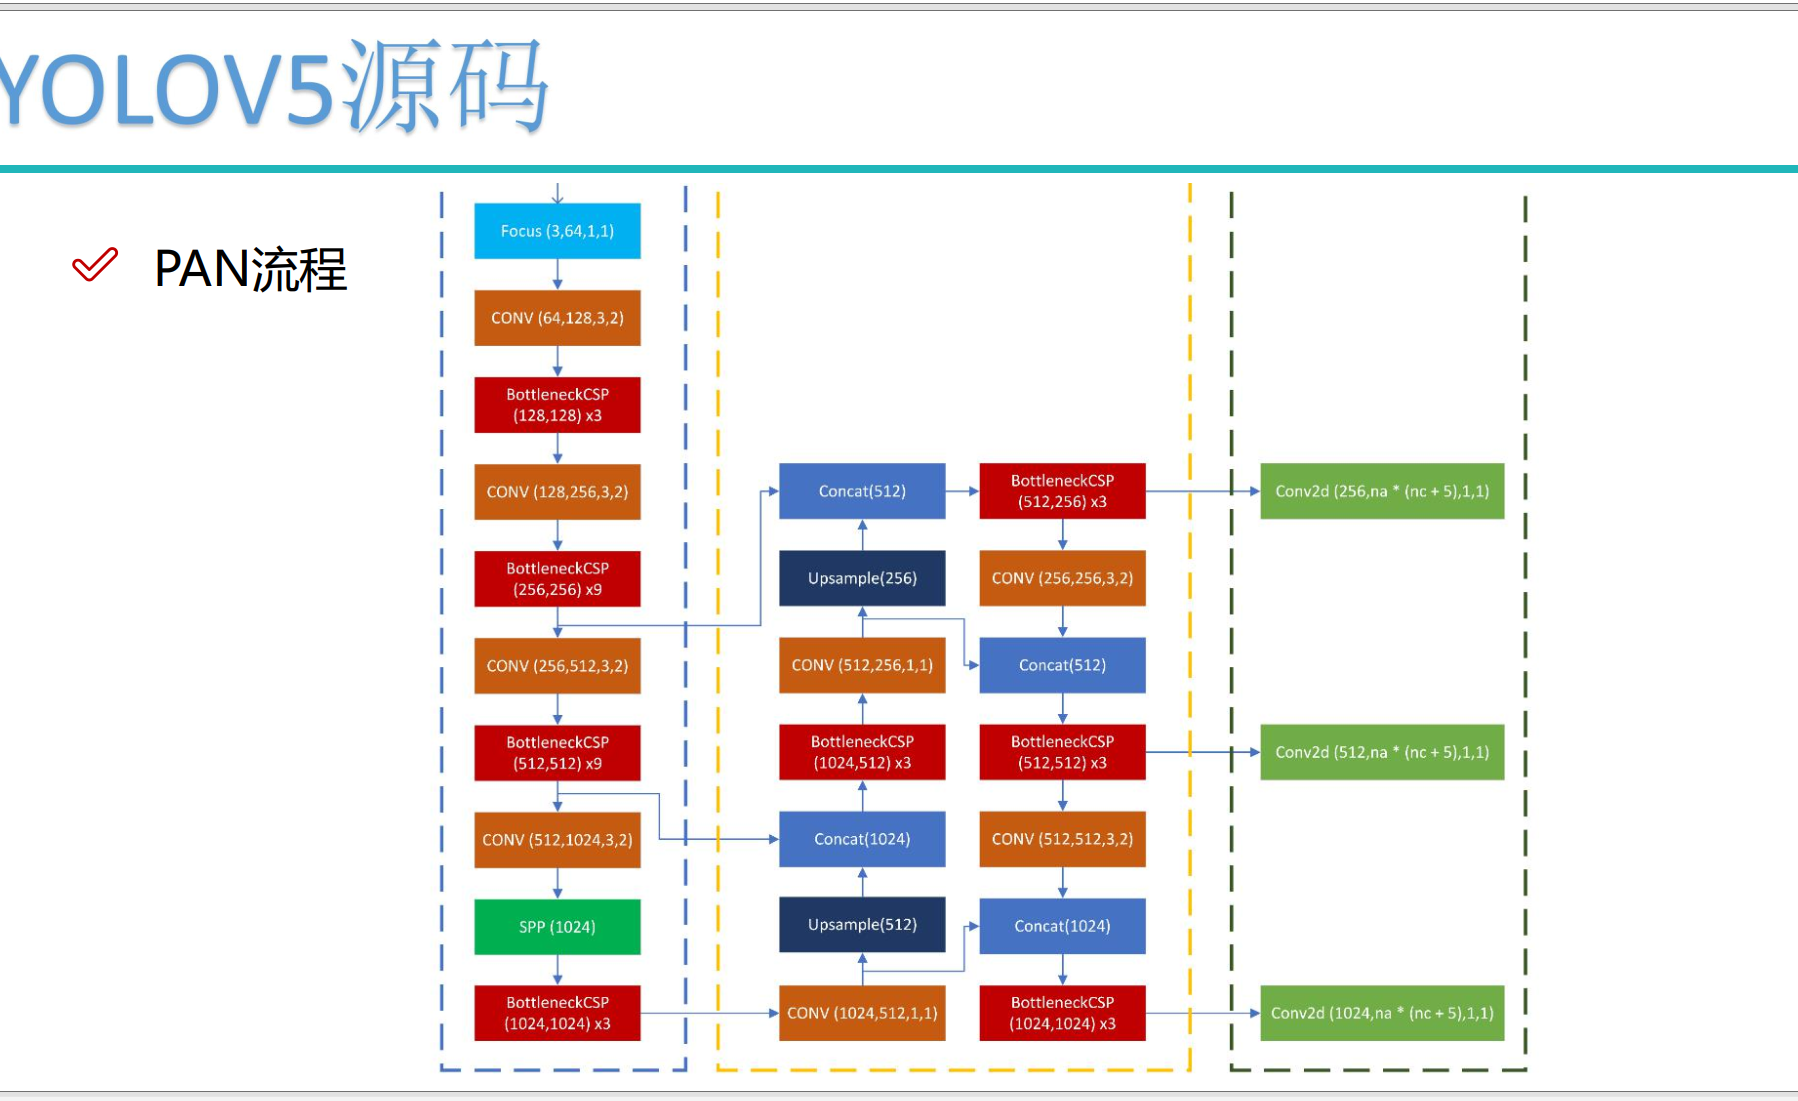 YOLOV5源码
PAN流程
Focus (3,64,1,1)
CONV (64,128,3,2)
BottleneckCSP
(128,128) x3
CONV (128,256,3,2)
BottleneckCSP
(256,256) x9
CONV (256,512,3,2)
BottleneckCSP
(512,512) x9
CONV (512,1024,3,2)
SPP (1024)
BottleneckCSP
(1024,1024) x3
Concat(512)
Upsample(256)
CONV (512,256,1,1)
BottleneckCSP
(1024,512) x3
Concat(1024)
Upsample(512)
CONV (1024,512,1,1)
BottleneckCSP
(512,256) x3
CONV (256,256,3,2)
Concat(512)
BottleneckCSP
(512,512) x3
CONV (512,512,3,2)
Concat(1024)
BottleneckCSP
(1024,1024) x3
Conv2d (256,na * (nc + 5),1,1)
Conv2d (512,na * (nc + 5),1,1)
Conv2d (1024,na * (nc + 5),1,1)